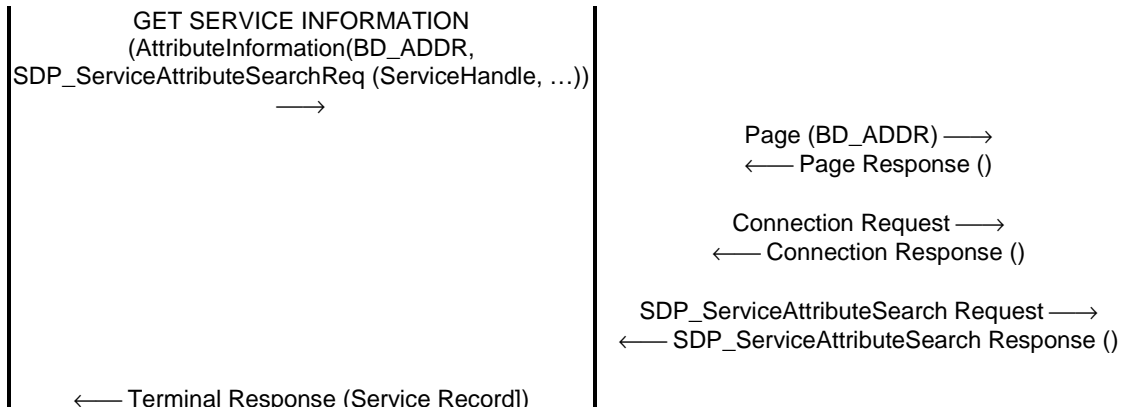 GET SERVICE INFORMATION
(AttributeInformation(BD_ADDR,
SDP_ServiceAttributeSearchReq (ServiceHandle, …))
⟶
Page (BD_ADDR) ⟶
⟵ Page Response ()
Connection Request ⟶
⟵ Connection Response ()
SDP_ServiceAttributeSearch Request ⟶
⟵ SDP_ServiceAttributeSearch Response ()
⟵ Terminal Response (Service Record])